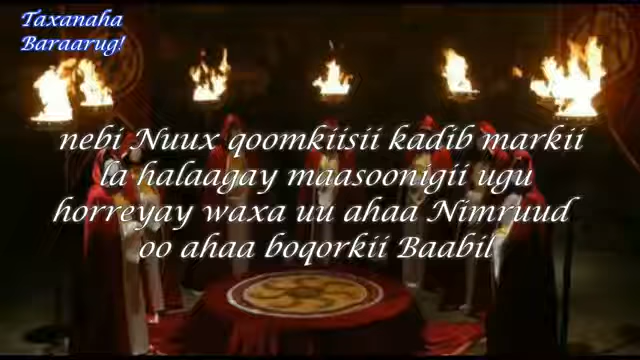 Taxanaha
Baraarug!
nebi Nuux qoomkiisii kadib markii
la halaagay maasoonigii ugu
horreyay waxa uu ahaa Nimruud
oo ahaa boqorkii Baabil